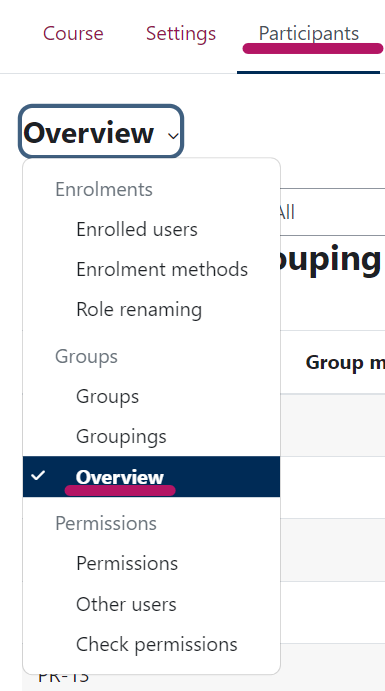 Course Settings Participants
Overview
Enrolments
All
Enrolled users
Enrolment methods
ouping
Role renaming
Groups
Group m
Groups
Groupings
Overview
Permissions
Permissions
Other users
Check permissions
PR-13